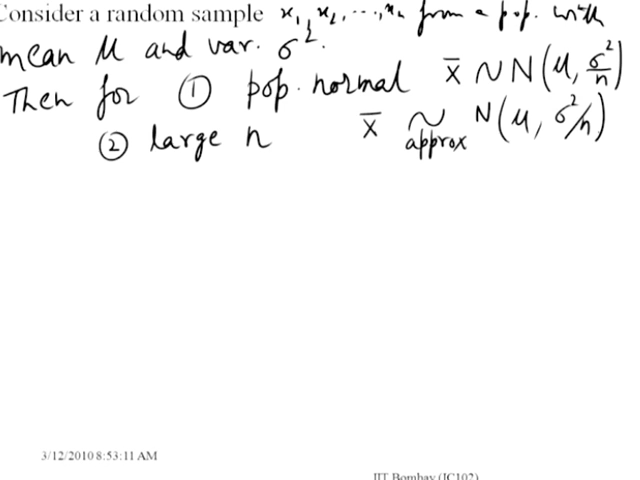 Consider a random sample x₁, x₂, ..., xₙ from a pop. with
mean μ and var. σ².
Then for ① pop. normal x̄ ~ N(μ, σ²/n)
② large n x̄ ~ approx N(μ, σ²/n)
3/12/2010 8:53:11 AM
IIT Bombay (IC102)